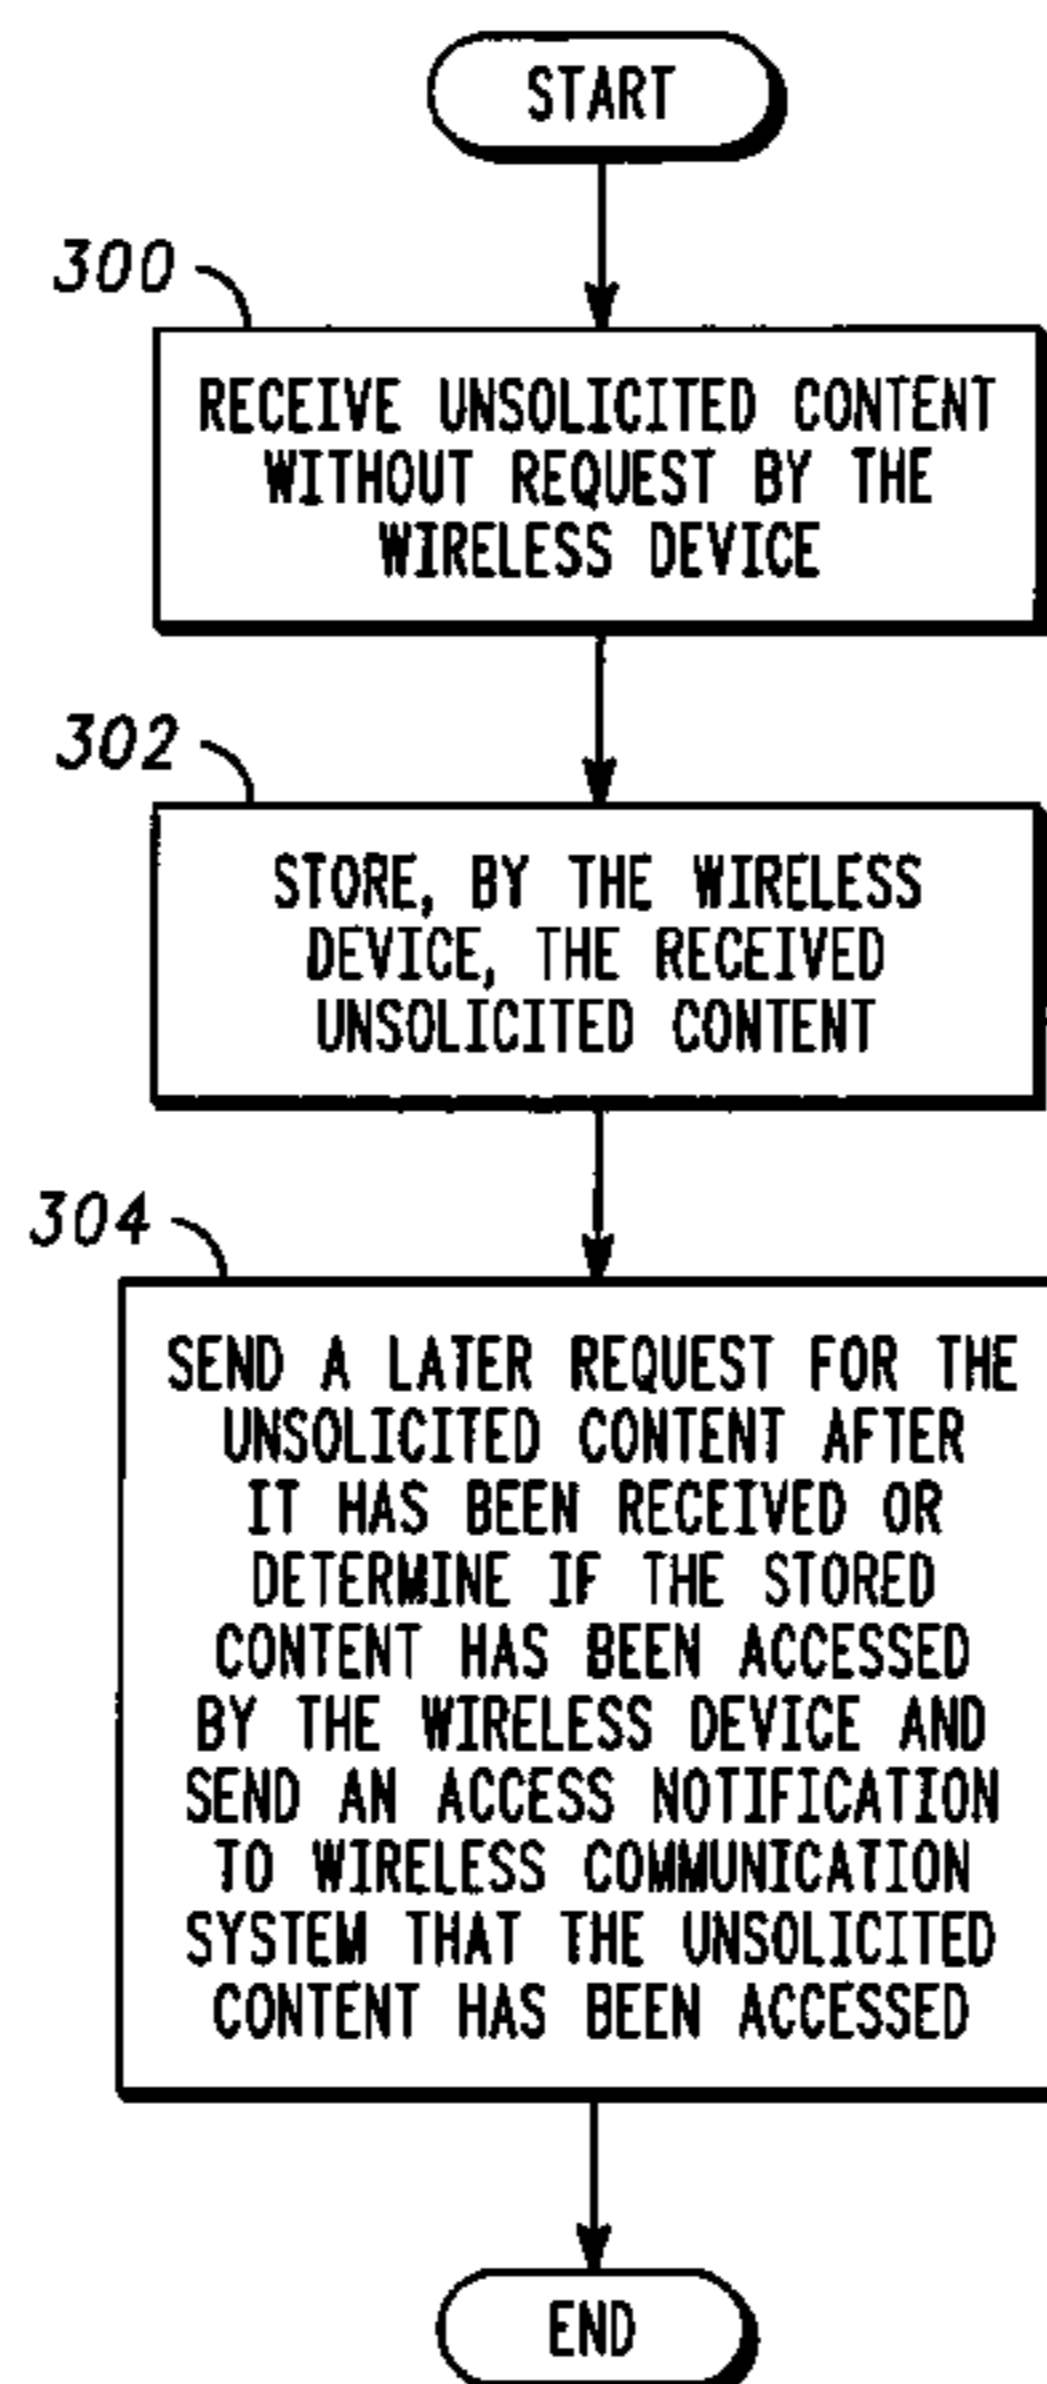 START
300
RECEIVE UNSOLICITED CONTENT
WITHOUT REQUEST BY THE
WIRELESS DEVICE
302
STORE, BY THE WIRELESS
DEVICE, THE RECEIVED
UNSOLICITED CONTENT
304
SEND A LATER REQUEST FOR THE
UNSOLICITED CONTENT AFTER
IT HAS BEEN RECEIVED OR
DETERMINE IF THE STORED
CONTENT HAS BEEN ACCESSED
BY THE WIRELESS DEVICE AND
SEND AN ACCESS NOTIFICATION
TO WIRELESS COMMUNICATION
SYSTEM THAT THE UNSOLICITED
CONTENT HAS BEEN ACCESSED
END